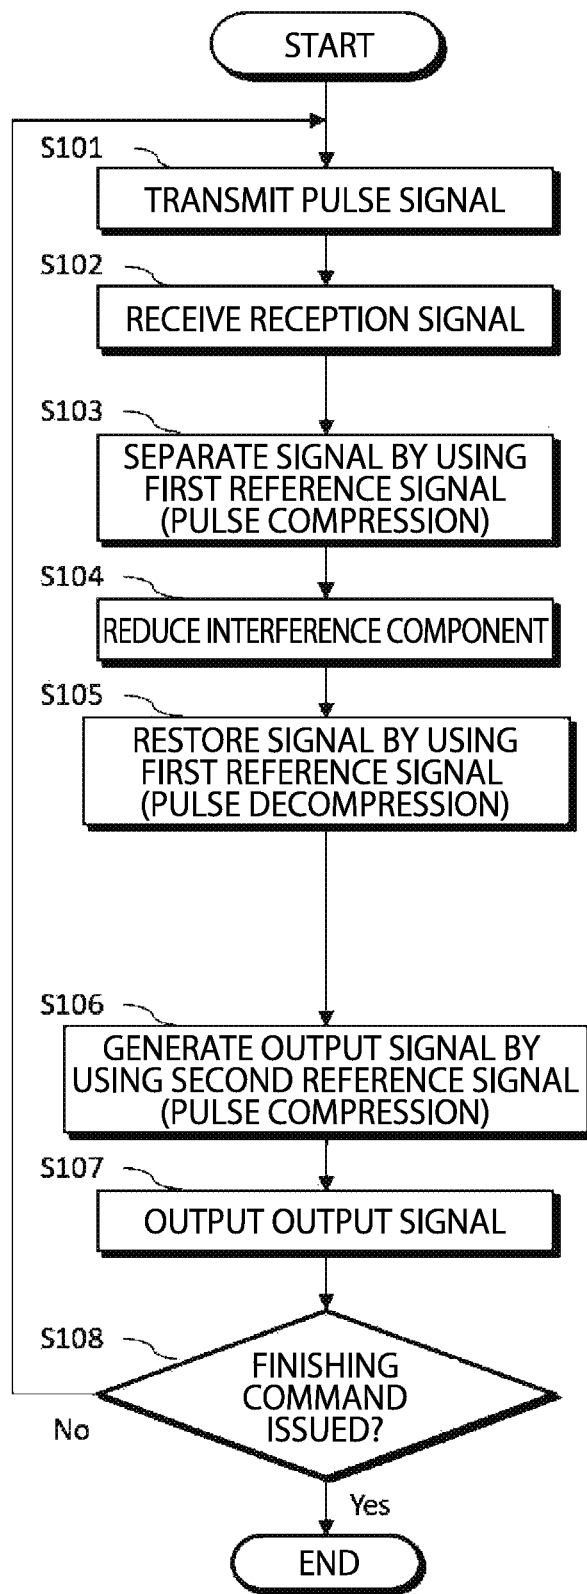 START
S101
TRANSMIT PULSE SIGNAL
S102
RECEIVE RECEPTION SIGNAL
S103
SEPARATE SIGNAL BY USING
FIRST REFERENCE SIGNAL
(PULSE COMPRESSION)
S104
REDUCE INTERFERENCE COMPONENT
S105
RESTORE SIGNAL BY USING
FIRST REFERENCE SIGNAL
(PULSE DECOMPRESSION)
S106
GENERATE OUTPUT SIGNAL BY
USING SECOND REFERENCE SIGNAL
(PULSE COMPRESSION)
S107
OUTPUT OUTPUT SIGNAL
S108
FINISHING
COMMAND
ISSUED?
No
Yes
END